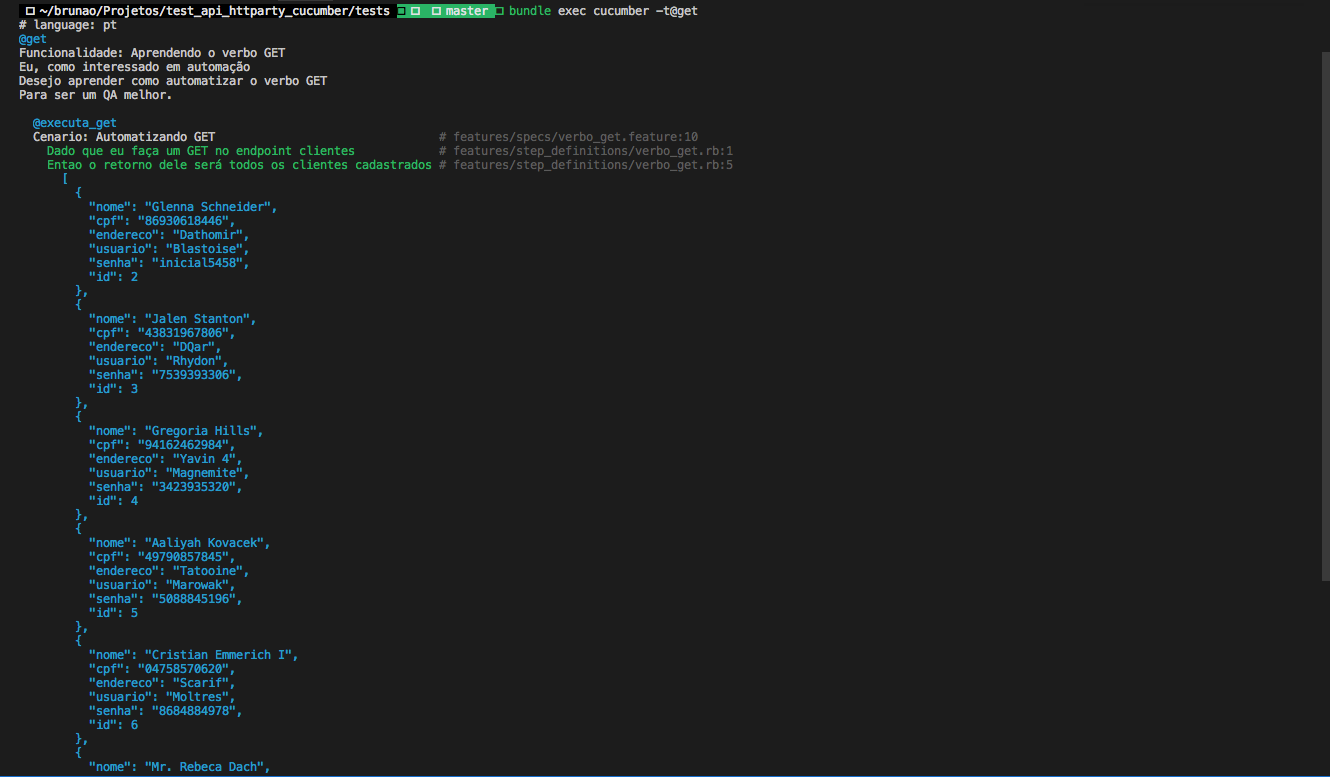 ~/brunao/Projetos/test_api_httparty_cucumber/tests master bundle exec cucumber -t@get
# language: pt
@get
Funcionalidade: Aprendendo o verbo GET
Eu, como interessado em automação
Desejo aprender como automatizar o verbo GET
Para ser um QA melhor.
@executa_get
Cenario: Automatizando GET # features/specs/verbo_get.feature:10
Dado que eu faça um GET no endpoint clientes # features/step_definitions/verbo_get.rb:1
Entao o retorno dele será todos os clientes cadastrados # features/step_definitions/verbo_get.rb:5
[
{
"nome": "Glenna Schneider",
"cpf": "86930618446",
"endereco": "Dathomir",
"usuario": "Blastoise",
"senha": "inicial5458",
"id": 2
},
{
"nome": "Jalen Stanton",
"cpf": "43831967806",
"endereco": "DQar",
"usuario": "Rhydon",
"senha": "7539393306",
"id": 3
},
{
"nome": "Gregoria Hills",
"cpf": "94162462984",
"endereco": "Yavin 4",
"usuario": "Magnemite",
"senha": "3423935320",
"id": 4
},
{
"nome": "Aaliyah Kovacek",
"cpf": "49790857845",
"endereco": "Tatooine",
"usuario": "Marowak",
"senha": "5088845196",
"id": 5
},
{
"nome": "Cristian Emmerich I",
"cpf": "04758570620",
"endereco": "Scarif",
"usuario": "Moltres",
"senha": "8684884978",
"id": 6
},
{
"nome": "Mr. Rebeca Dach",